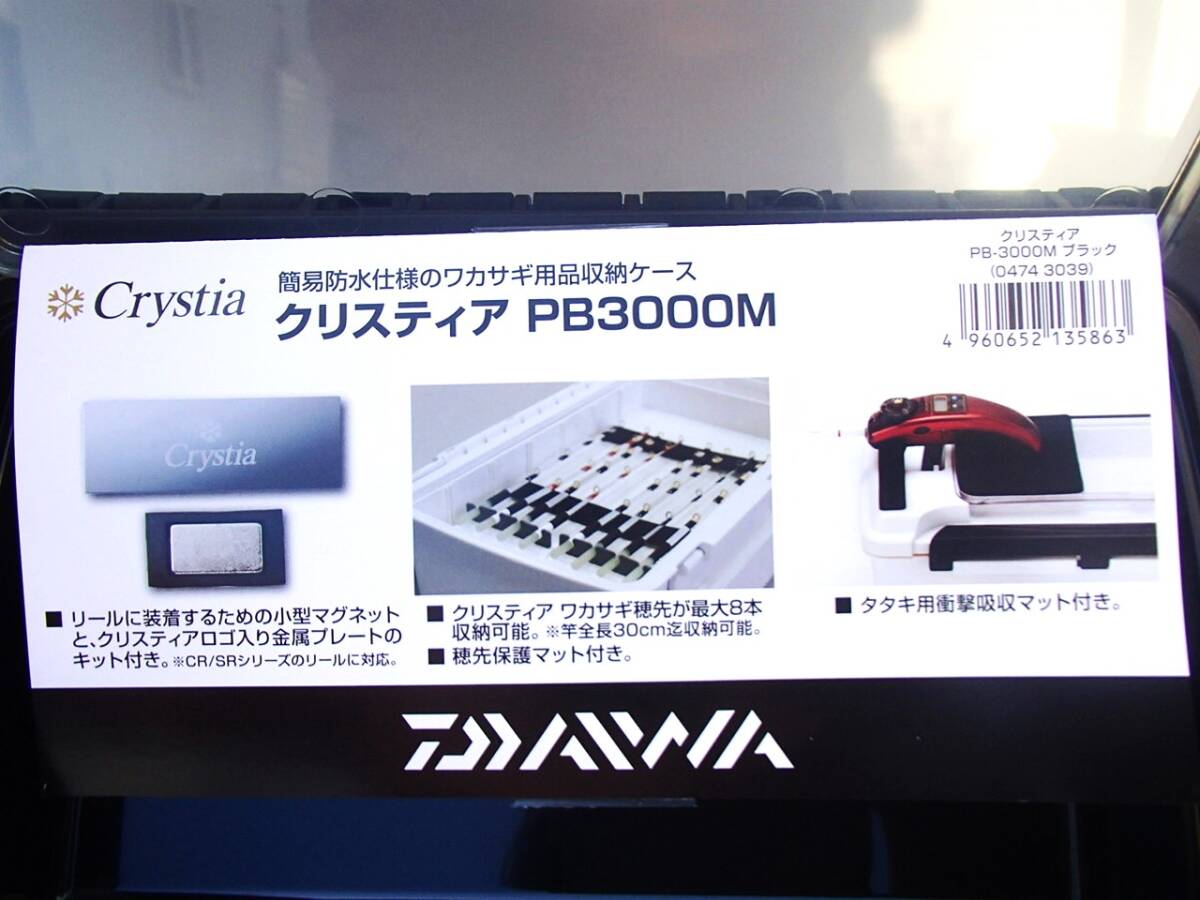 Crystia
簡易防水仕様のワカサギ用品収納ケース
クリスティア PB3000M
クリスティア
PB-3000M ブラック
(0474 3039)
4 960652 135863
Crystia
■ リールに装着するための小型マグネット
と、クリスティアロゴ入り金属プレートの
キット付き。※CR/SRシリーズのリールに対応。
■ クリスティア ワカサギ穂先が最大8本
収納可能。※竿全長30cm迄収納可能。
■ 穂先保護マット付き。
■ タタキ用衝撃吸収マット付き。
DAIWA